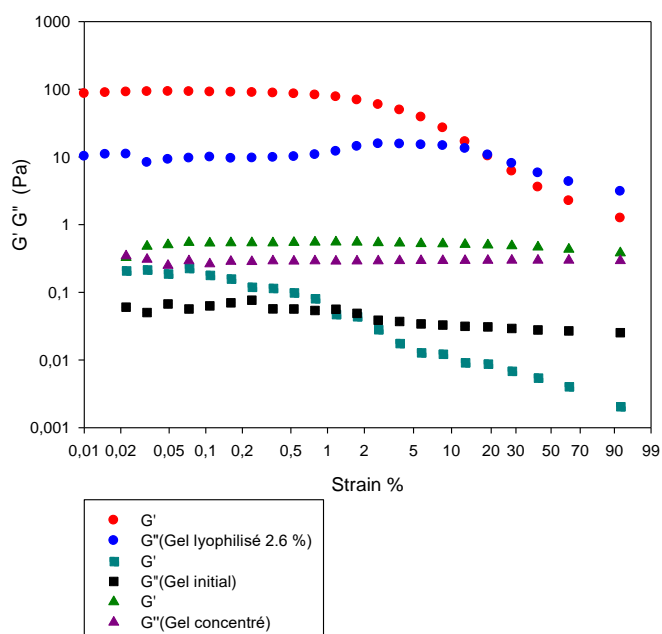 1000
100
10
1
0,1
0,01
0,001
G' G" (Pa)
0,01 0,02 0,05 0,1 0,2 0,5 1 2 5 10 20 30 50 70 90 99
Strain %
G'
G"(Gel lyophilisé 2.6 %)
G'
G"(Gel initial)
G'
G''(Gel concentré)